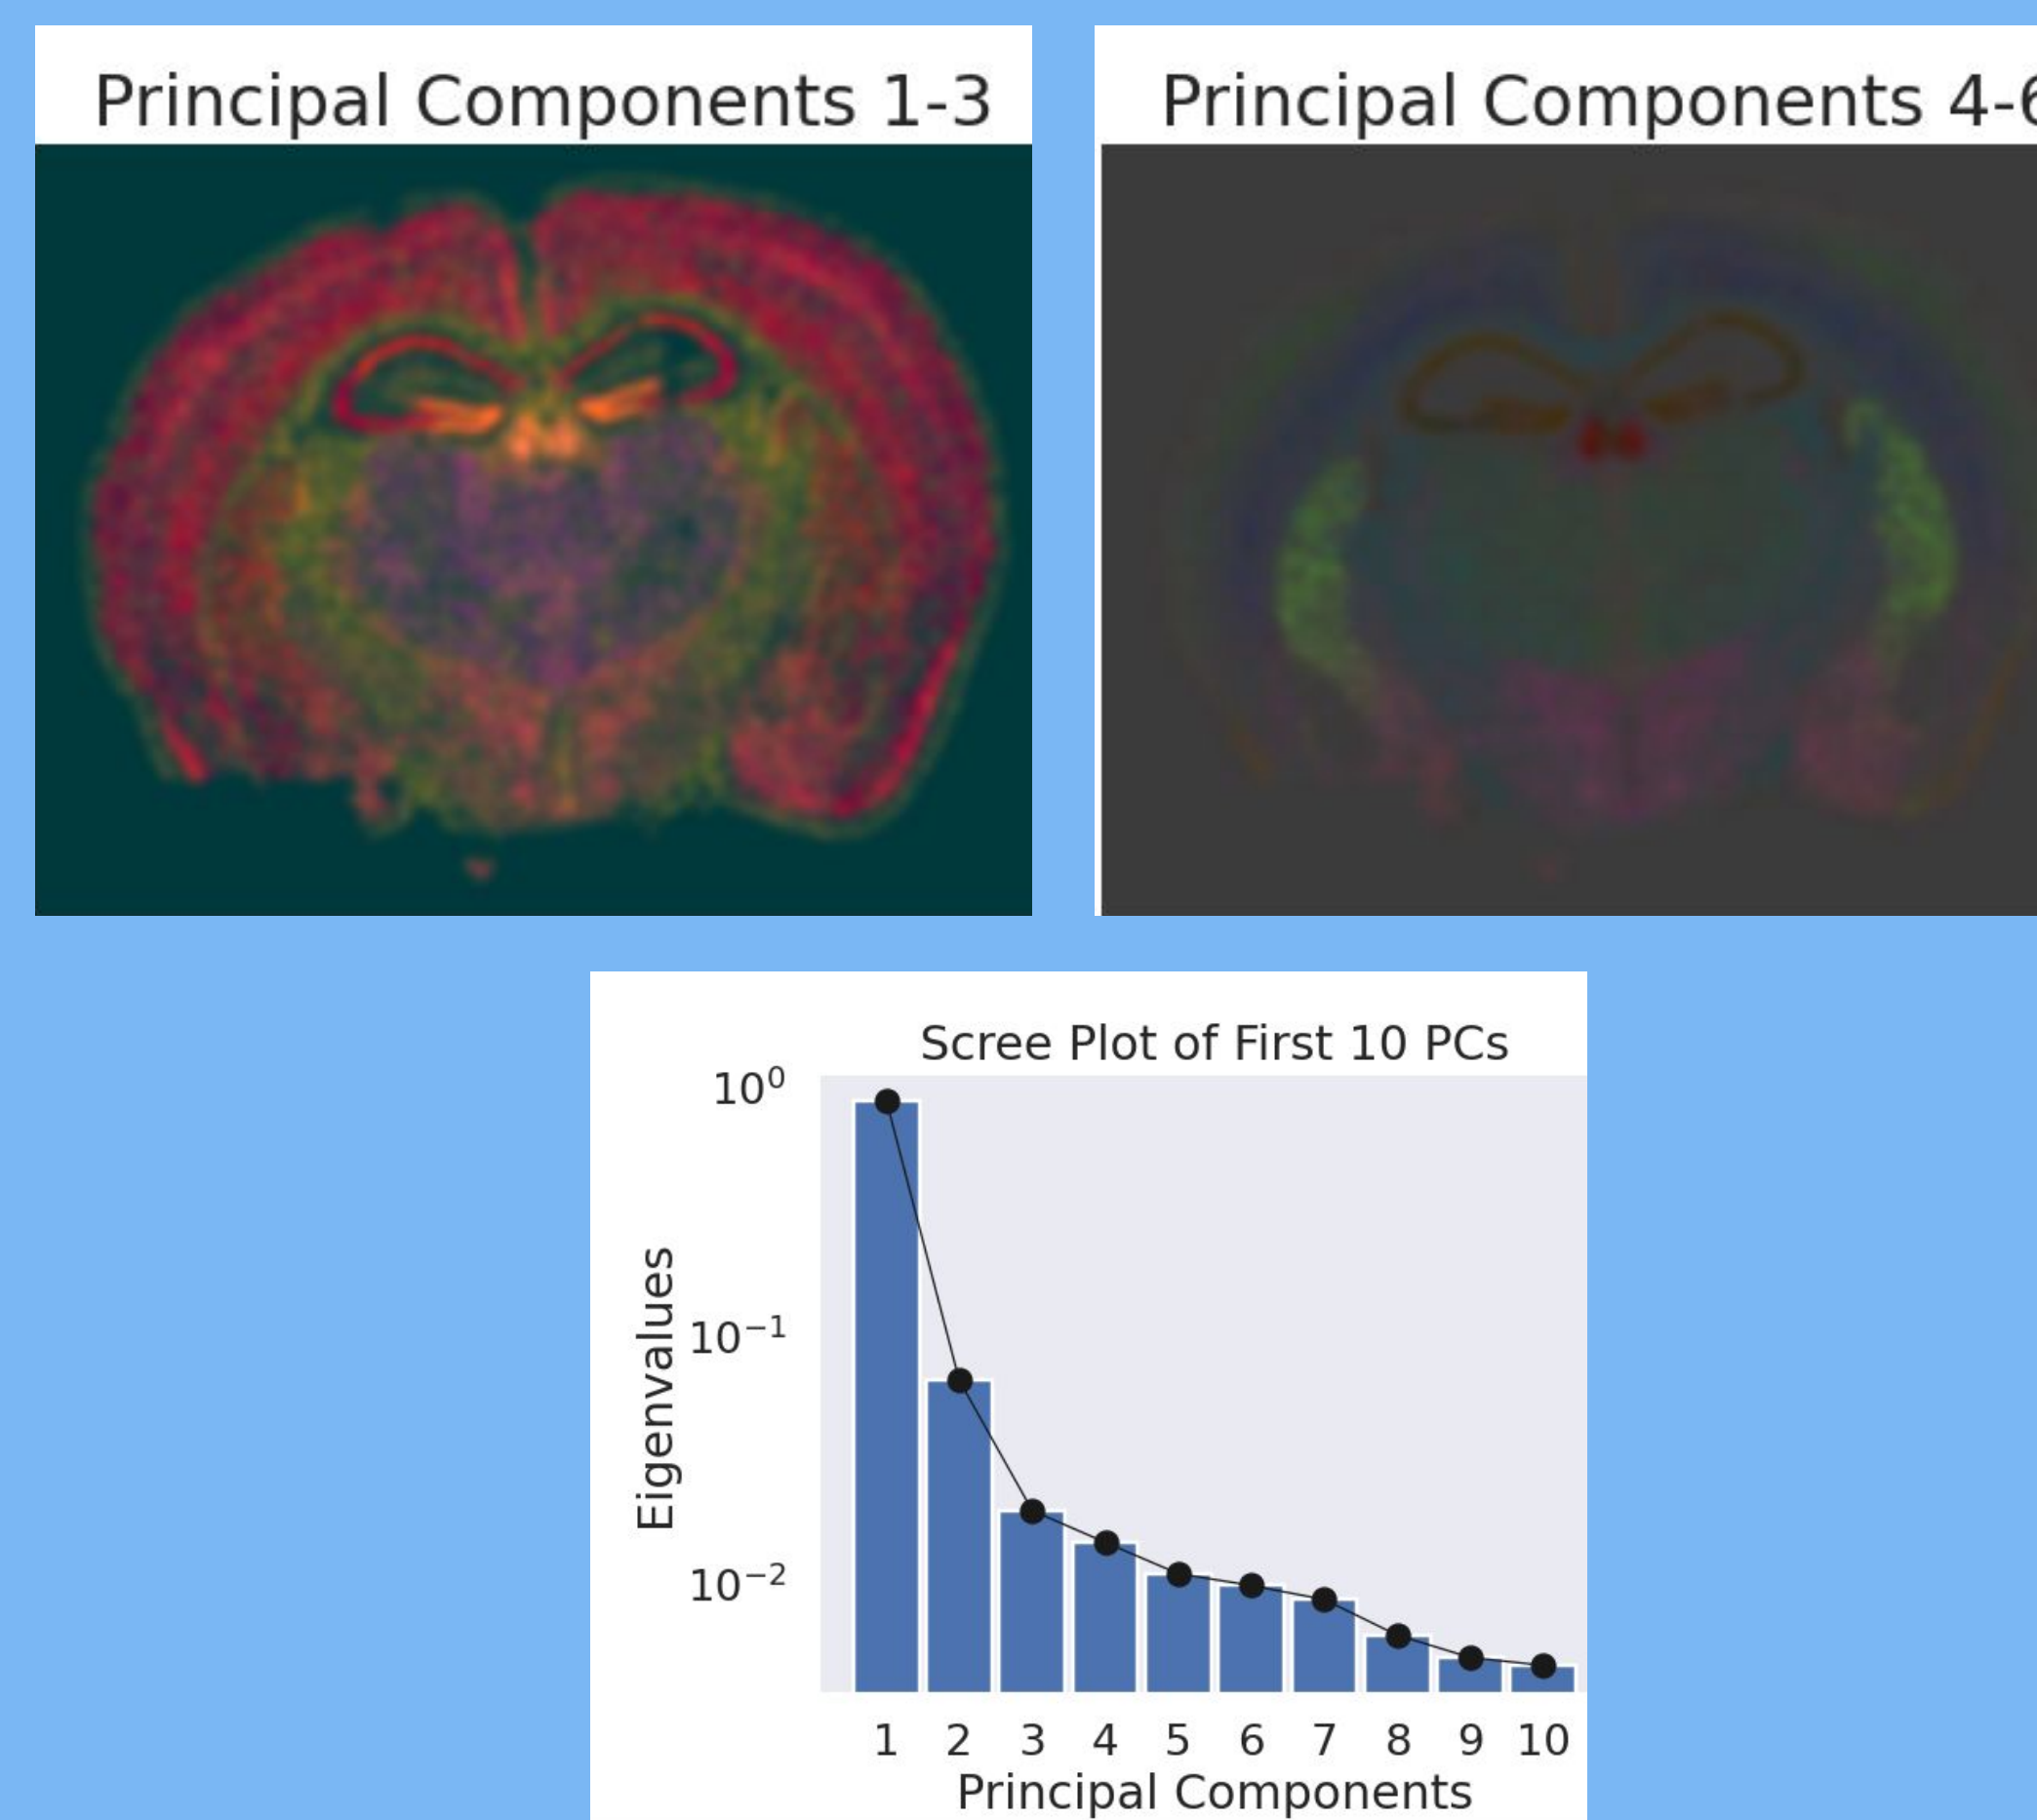 Principal Components 1-3
Principal Components 4-6
Scree Plot of First 10 PCs
10⁰
10⁻¹
10⁻²
Eigenvalues
1 2 3 4 5 6 7 8 9 10
Principal Components